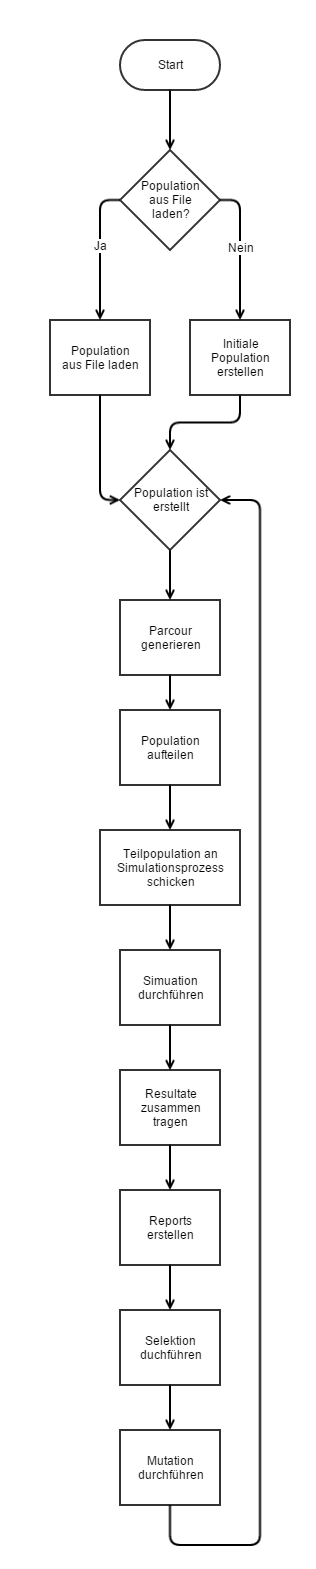 Start
Population
aus File
laden?
Ja
Nein
Population
aus File laden
Initiale
Population
erstellen
Population ist
erstellt
Parcour
generieren
Population
aufteilen
Teilpopulation an
Simulationsprozess
schicken
Simuation
durchführen
Resultate
zusammen
tragen
Reports
erstellen
Selektion
duchführen
Mutation
durchführen